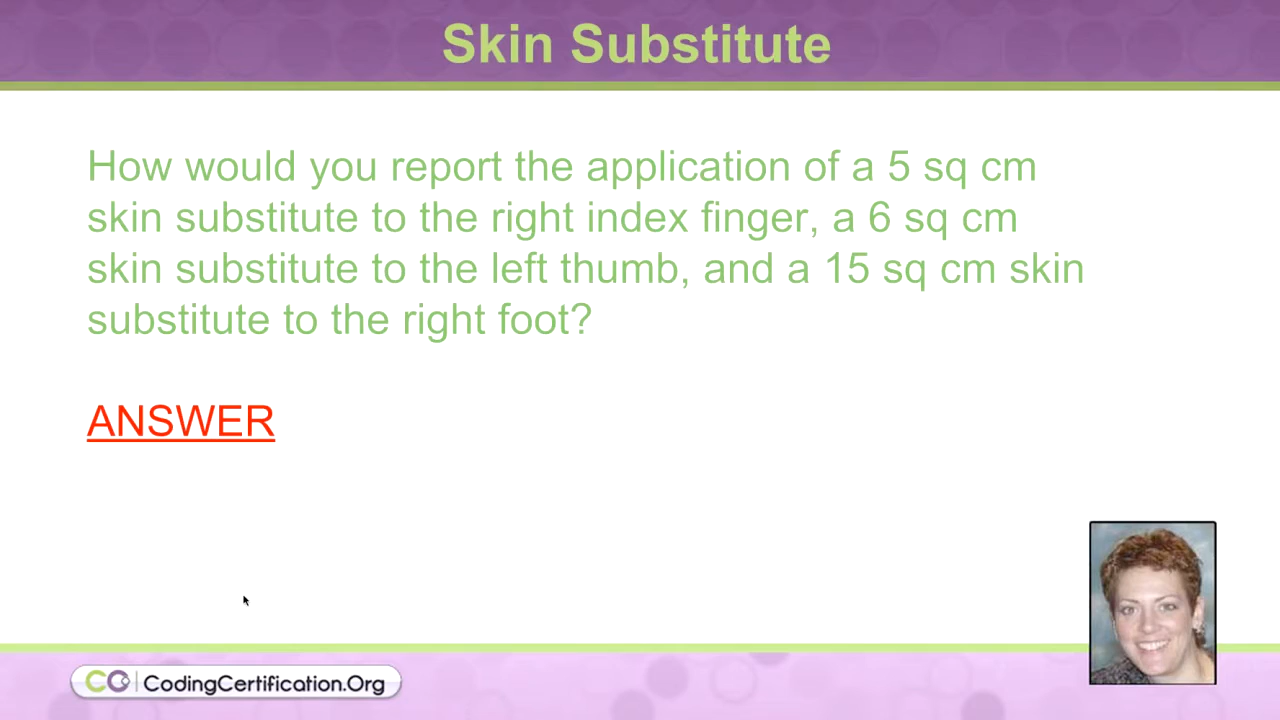 Skin Substitute
How would you report the application of a 5 sq cm
skin substitute to the right index finger, a 6 sq cm
skin substitute to the left thumb, and a 15 sq cm skin
substitute to the right foot?
ANSWER
CO CodingCertification.Org